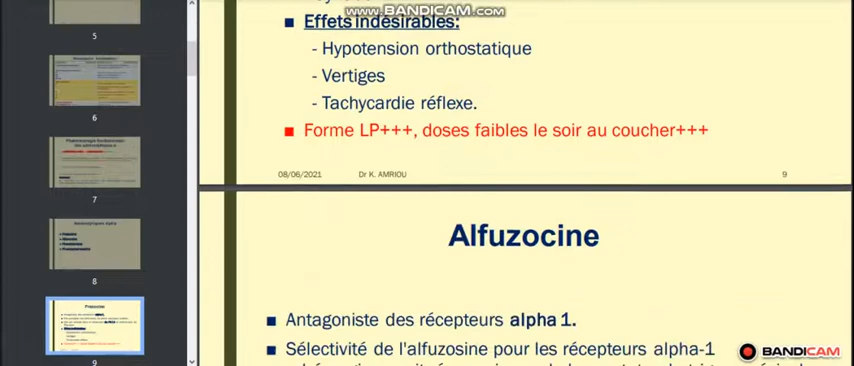 www.BANDICAM.com
Effets indésirables:
- Hypotension orthostatique
- Vertiges
- Tachycardie réflexe.
Forme LP+++, doses faibles le soir au coucher+++
08/06/2021 Dr K. AMRIOU 9
Alfuzocine
Antagoniste des récepteurs alpha 1.
Sélectivité de l'alfuzosine pour les récepteurs alpha-1
BANDICAM
5
6
7
8
Prazosine
9